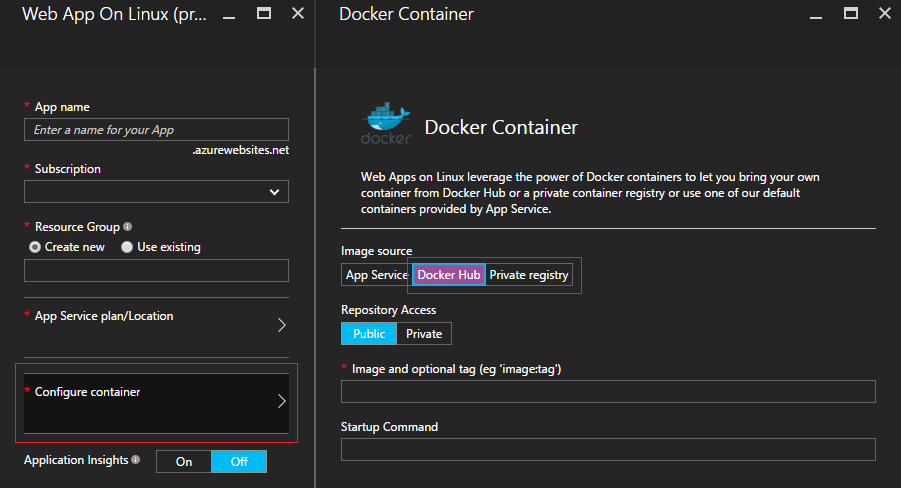 Web App On Linux (pr...
App name
Enter a name for your App
.azurewebsites.net
Subscription
Resource Group
Create new Use existing
App Service plan/Location
Configure container
Application Insights On Off
Docker Container
docker
Docker Container
Web Apps on Linux leverage the power of Docker containers to let you bring your own
container from Docker Hub or a private container registry or use one of our default
containers provided by App Service.
Image source
App Service Docker Hub Private registry
Repository Access
Public Private
* Image and optional tag (eg 'image:tag')
Startup Command